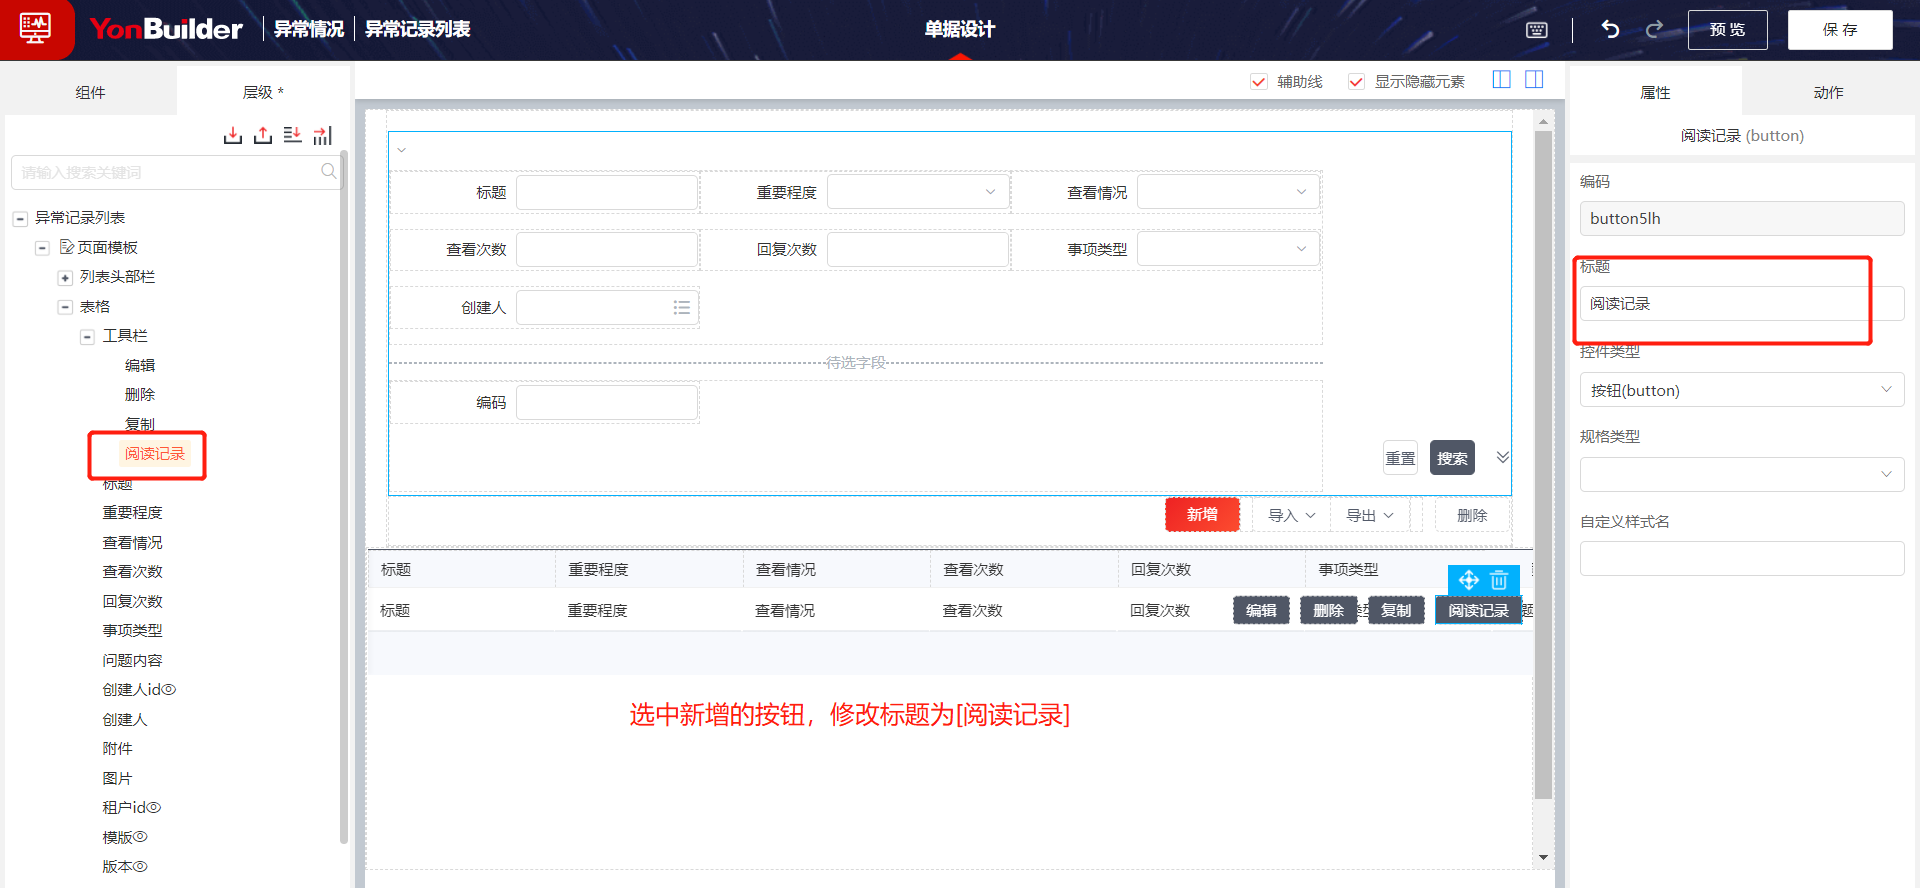 YonBuilder 异常情况 异常记录列表
单据设计
预 览
保 存
组件
层级 *
请输入搜索关键词
异常记录列表
页面模板
列表头部栏
表格
工具栏
编辑
删除
复制
阅读记录
标题
重要程度
查看情况
查看次数
回复次数
事项类型
问题内容
创建人id
创建人
附件
图片
租户id
模版
版本
辅助线 显示隐藏元素
标题 重要程度 查看情况
查看次数 回复次数 事项类型
创建人
待选字段
编码
重置 搜索
新增 导入 导出 删除
标题 重要程度 查看情况 查看次数 回复次数 事项类型
标题 重要程度 查看情况 查看次数 回复次数 编辑 删除 复制 阅读记录
选中新增的按钮，修改标题为[阅读记录]
属性
动作
阅读记录 (button)
编码
button5lh
标题
阅读记录
控件类型
按钮(button)
规格类型
自定义样式名